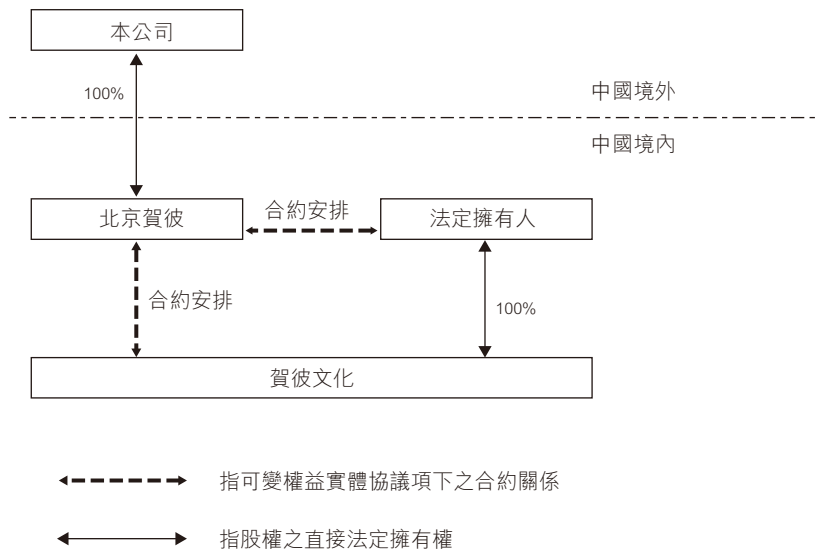 本公司
100%
中國境外
中國境內
北京賀彼
合約安排
法定擁有人
合約安排
100%
賀彼文化
指可變權益實體協議項下之合約關係
指股權之直接法定擁有權